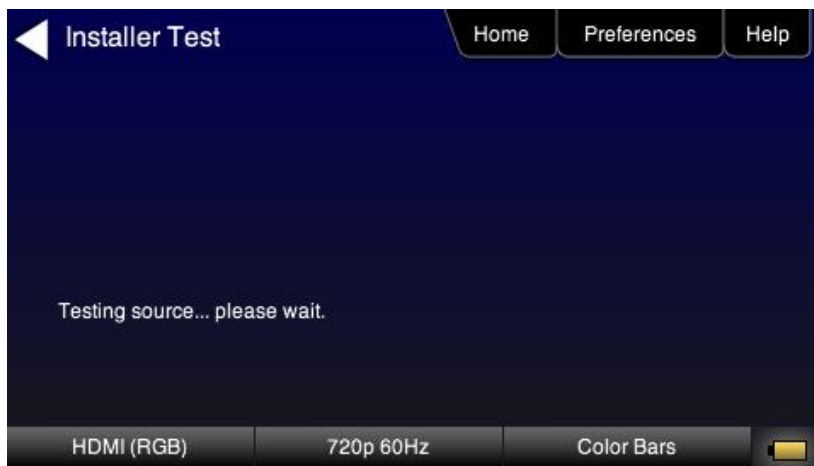 Installer Test
Home
Preferences
Help
Testing source... please wait.
HDMI (RGB)
720p 60Hz
Color Bars